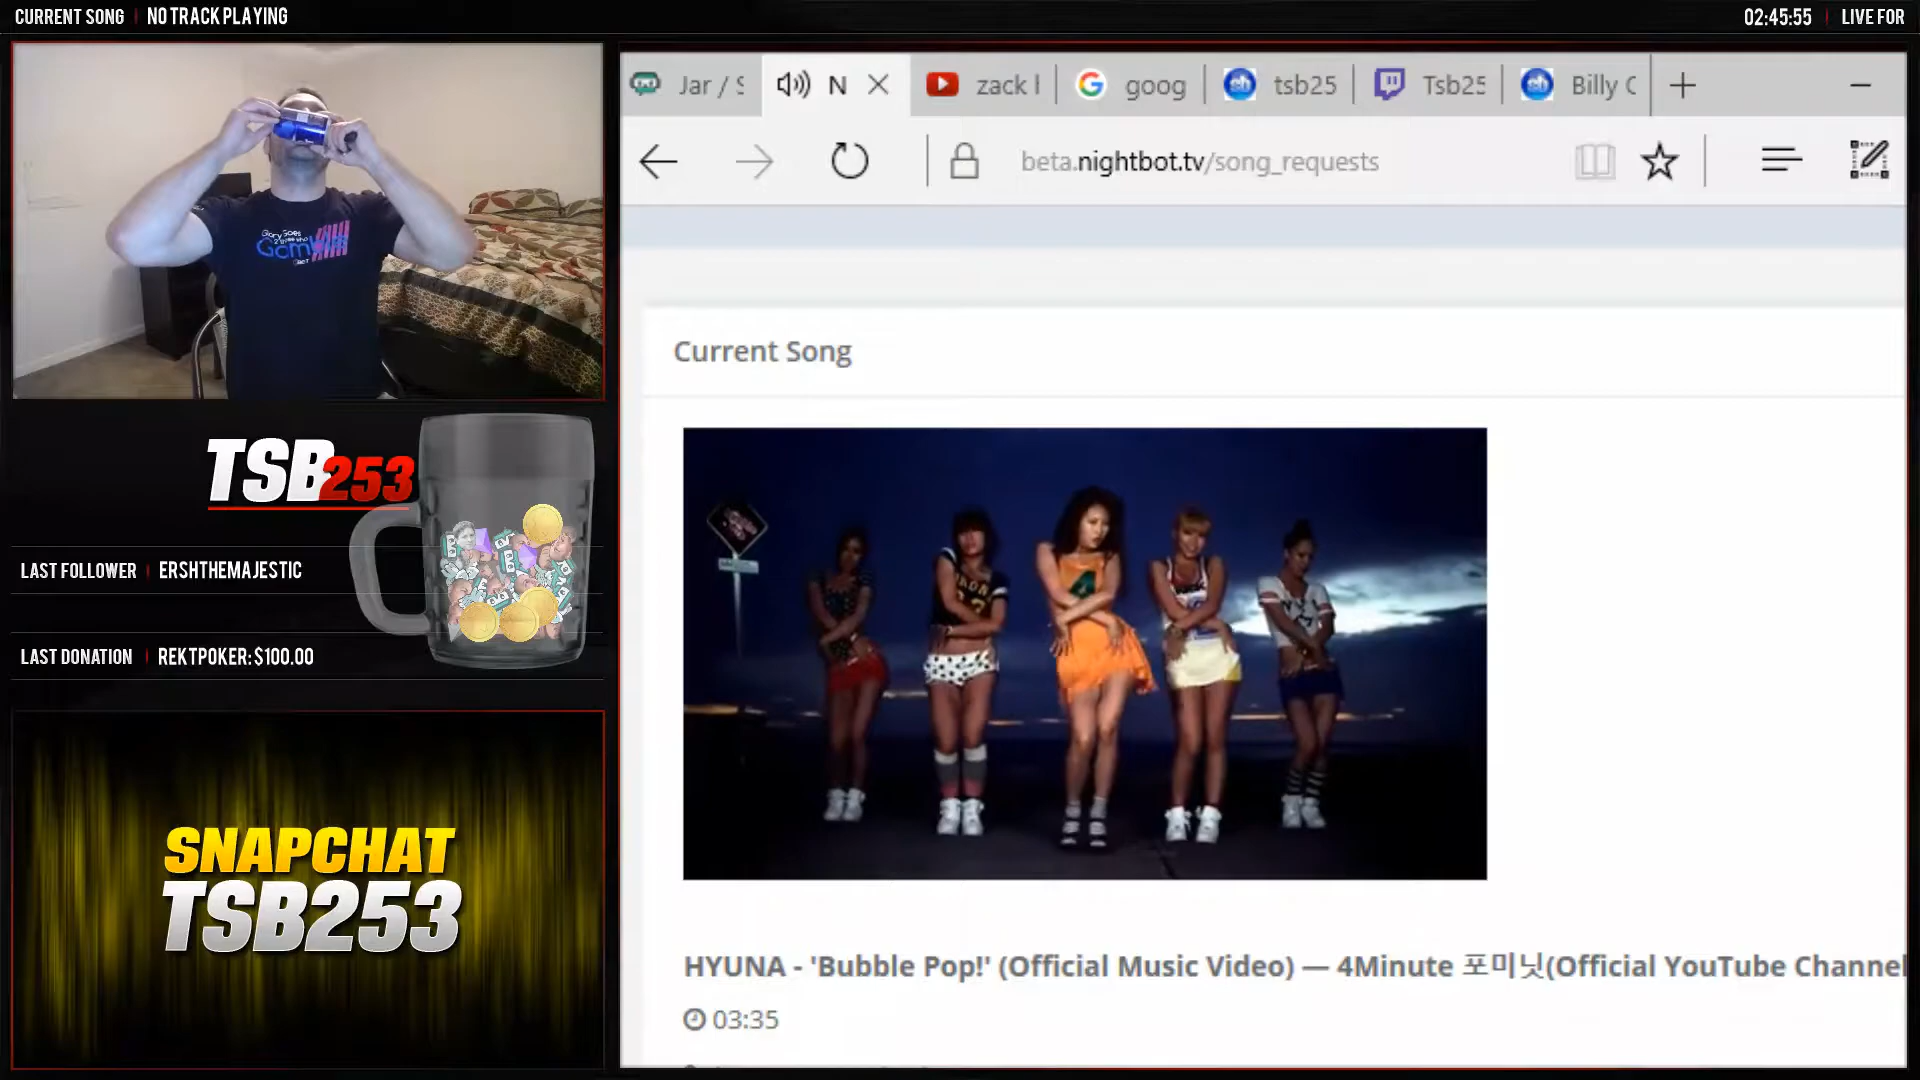 CURRENT SONG NO TRACK PLAYING
02:45:55 LIVE FOR
Jar / S
N
zack l
goog
tsb25
Tsb25
Billy C
beta.nightbot.tv/song_requests
Current Song
Glory Goes
TSB253
LAST FOLLOWER ERSHTHEMAJESTIC
LAST DONATION REKTPOKER: $100.00
SNAPCHAT
TSB253
HYUNA - 'Bubble Pop!' (Official Music Video) — 4Minute 포미닛(Official YouTube Channel
03:35